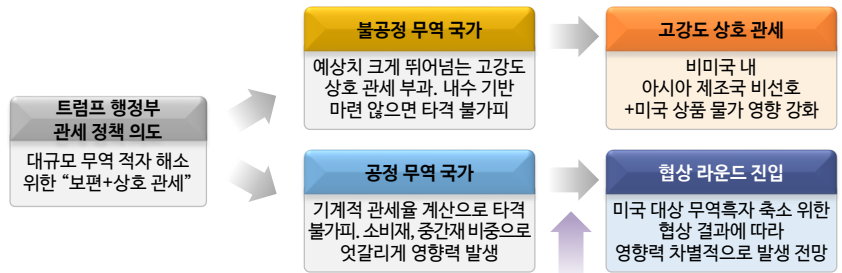 트럼프 행정부
관세 정책 의도
대규모 무역 적자 해소
위한 “보편+상호 관세”
불공정 무역 국가
예상치 크게 뛰어넘는 고강도
상호 관세 부과. 내수 기반
마련 않으면 타격 불가피
고강도 상호 관세
비미국 내
아시아 제조국 비선호
+미국 상품 물가 영향 강화
공정 무역 국가
기계적 관세율 계산으로 타격
불가피. 소비재, 중간재 비중으로
엇갈리게 영향력 발생
협상 라운드 진입
미국 대상 무역흑자 축소 위한
협상 결과에 따라
영향력 차별적으로 발생 전망